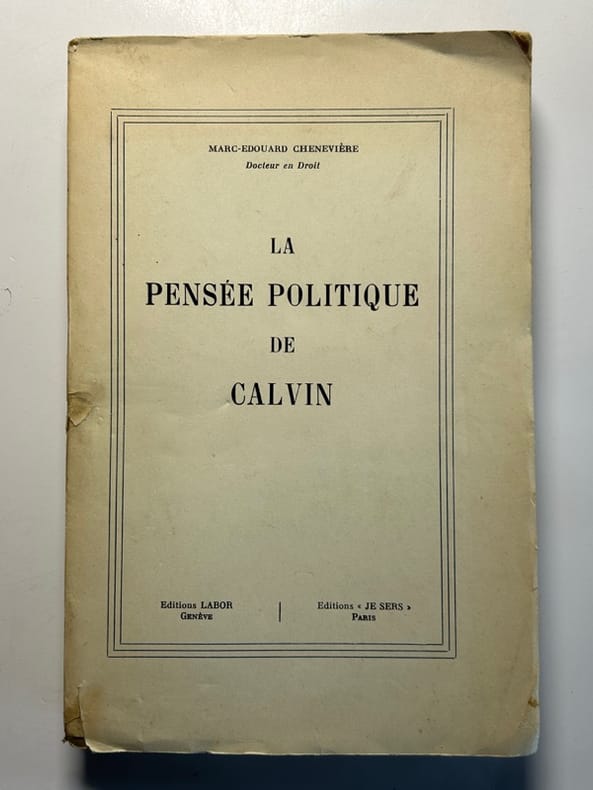 MARC-EDOUARD CHENEVIÈRE
Docteur en Droit
LA
PENSÉE POLITIQUE
DE
CALVIN
Editions LABOR
GENÈVE
Editions « JE SERS »
PARIS